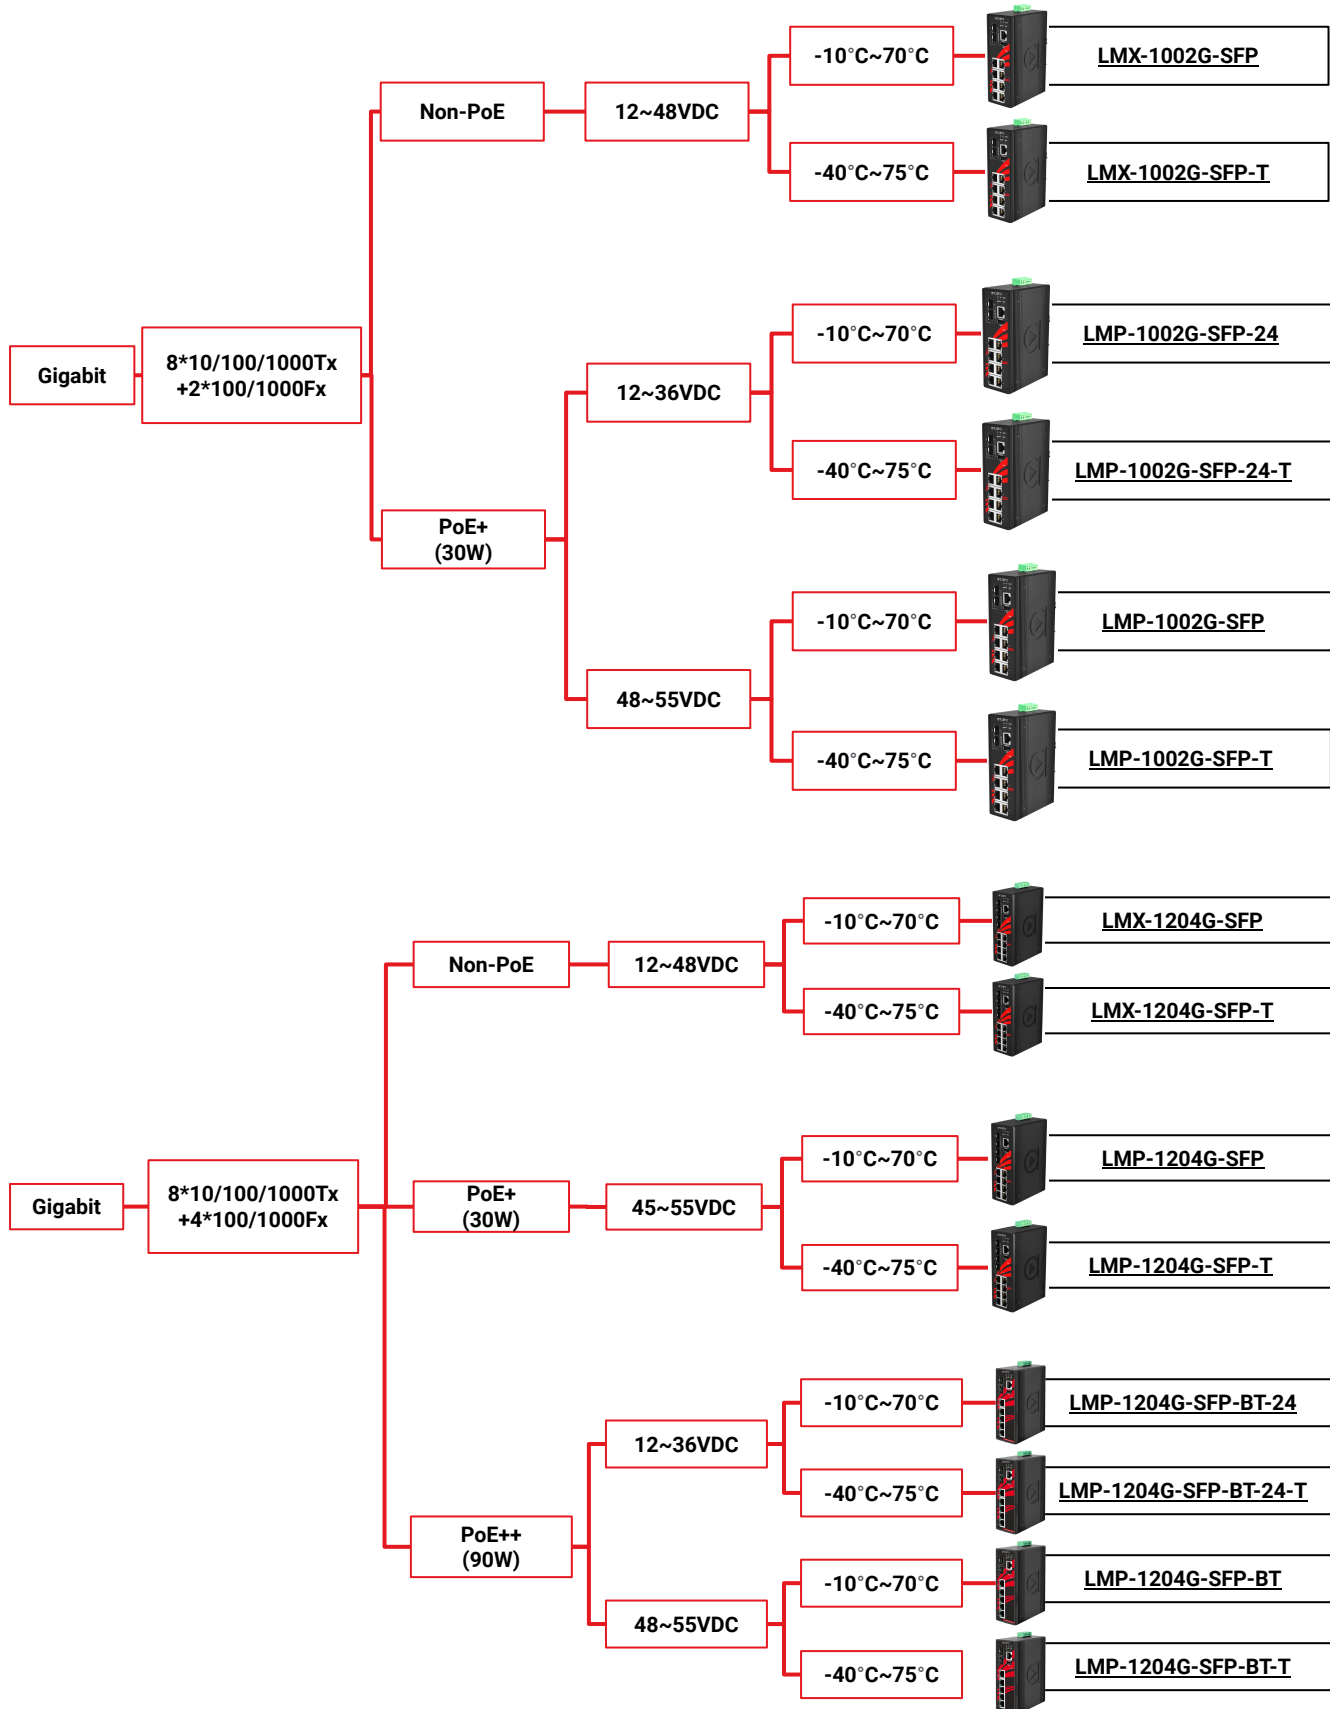 -10°C~70°C
LMX-1002G-SFP
Non-PoE
12~48VDC
-40°C~75°C
LMX-1002G-SFP-T
Gigabit
8*10/100/1000Tx
+2*100/1000Fx
-10°C~70°C
LMP-1002G-SFP-24
12~36VDC
-40°C~75°C
LMP-1002G-SFP-24-T
PoE+
(30W)
-10°C~70°C
LMP-1002G-SFP
48~55VDC
-40°C~75°C
LMP-1002G-SFP-T
-10°C~70°C
LMX-1204G-SFP
Non-PoE
12~48VDC
-40°C~75°C
LMX-1204G-SFP-T
Gigabit
8*10/100/1000Tx
+4*100/1000Fx
-10°C~70°C
LMP-1204G-SFP
PoE+
(30W)
45~55VDC
-40°C~75°C
LMP-1204G-SFP-T
-10°C~70°C
LMP-1204G-SFP-BT-24
12~36VDC
-40°C~75°C
LMP-1204G-SFP-BT-24-T
PoE++
(90W)
-10°C~70°C
LMP-1204G-SFP-BT
48~55VDC
-40°C~75°C
LMP-1204G-SFP-BT-T